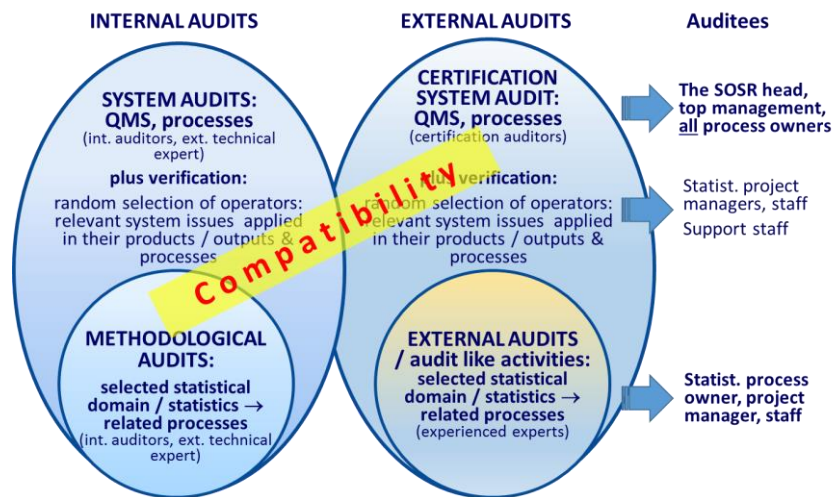 INTERNAL AUDITS
EXTERNAL AUDITS
Auditees
SYSTEM AUDITS:
QMS, processes
(int. auditors, ext. technical
expert)
plus verification:
random selection of operators:
relevant system issues applied
in their products / outputs &
processes
METHODOLOGICAL
AUDITS:
selected statistical
domain / statistics →
related processes
(int. auditors, ext. technical
expert)
Compatibility
CERTIFICATION
SYSTEM AUDIT:
QMS, processes
(certification auditors)
plus verification:
random selection of operators:
relevant system issues applied
in their products / outputs &
processes
EXTERNAL AUDITS
/ audit like activities:
selected statistical
domain / statistics →
related processes
(experienced experts)
The SOSR head,
top management,
all process owners
Statist. project
managers, staff
Support staff
Statist. process
owner, project
manager, staff